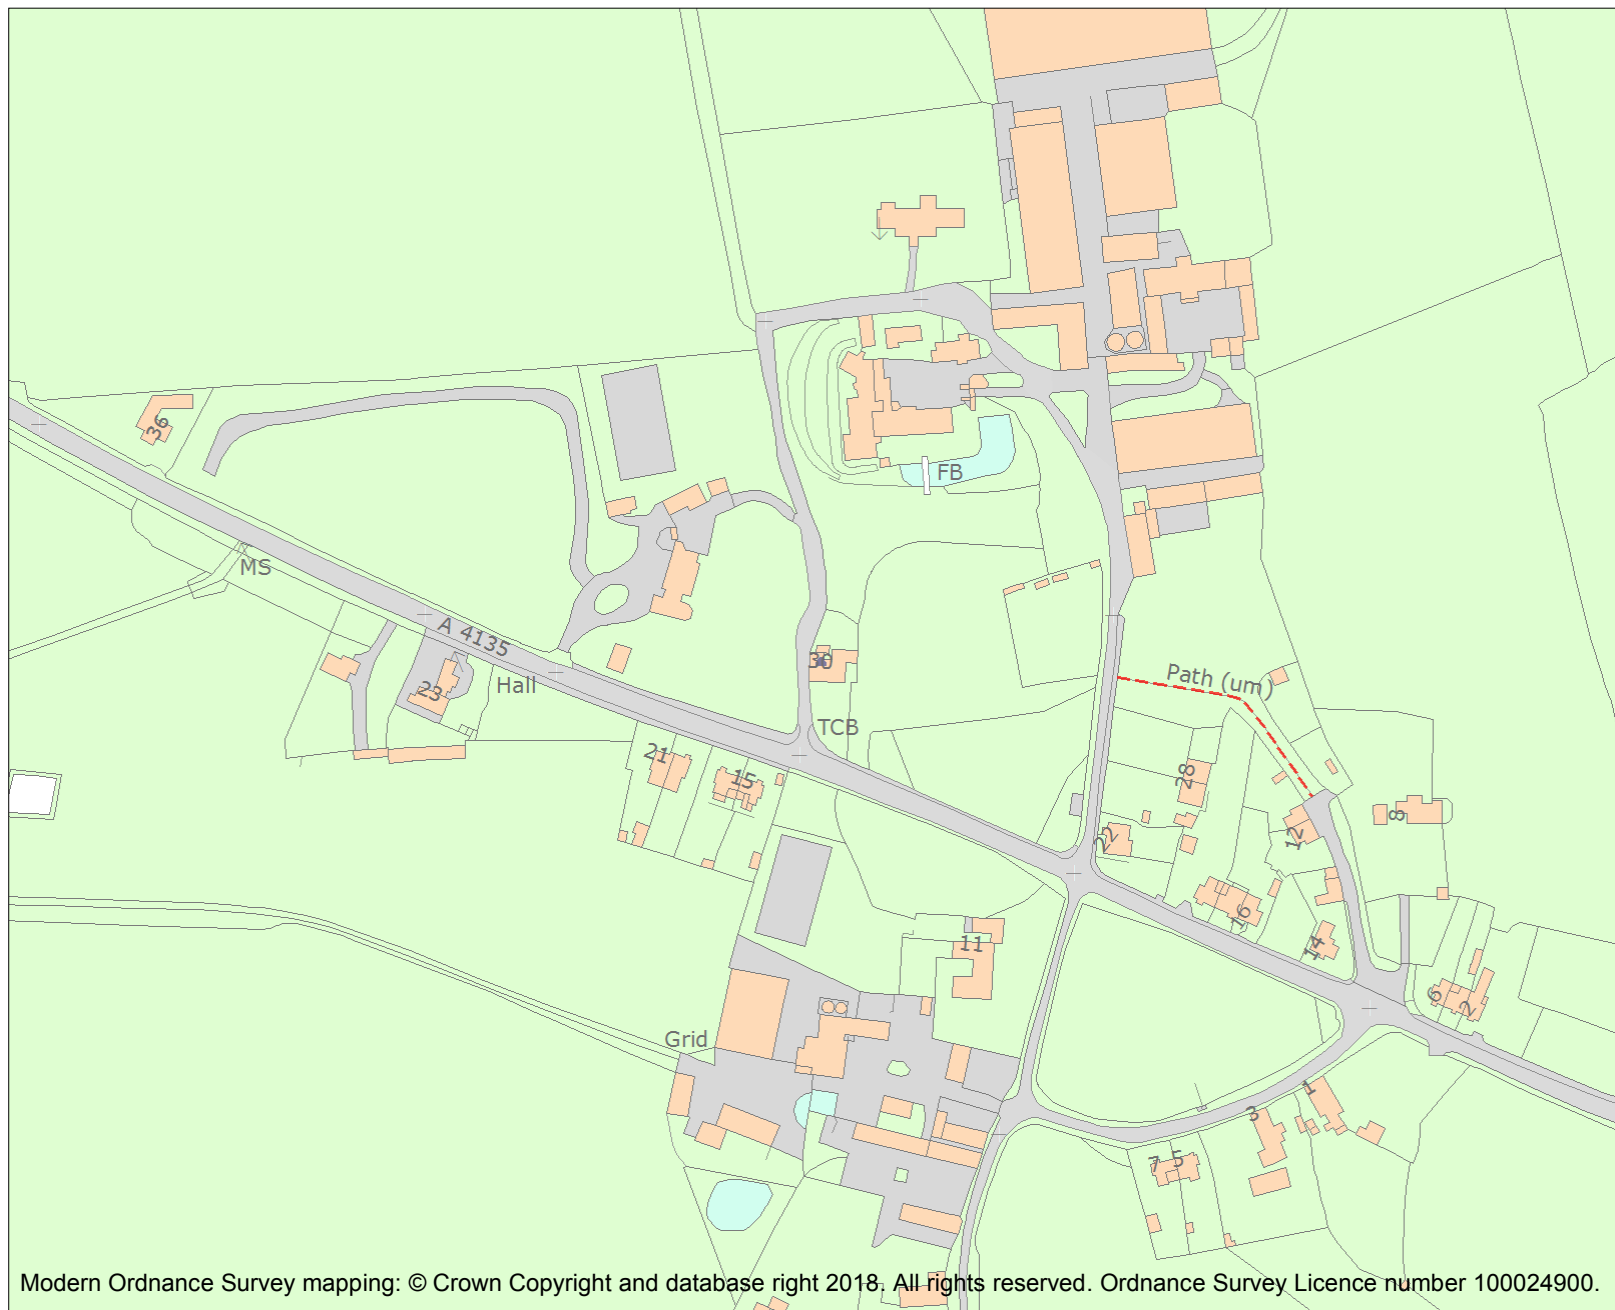 36
FB
MS
A 4135
30
Path (um)
Hall
23
TCB
21
15
28
22
8
12
16
11
14
6
2
Grid
1
3
7
5
Modern Ordnance Survey mapping: © Crown Copyright and database right 2018. All rights reserved. Ordnance Survey Licence number 100024900.